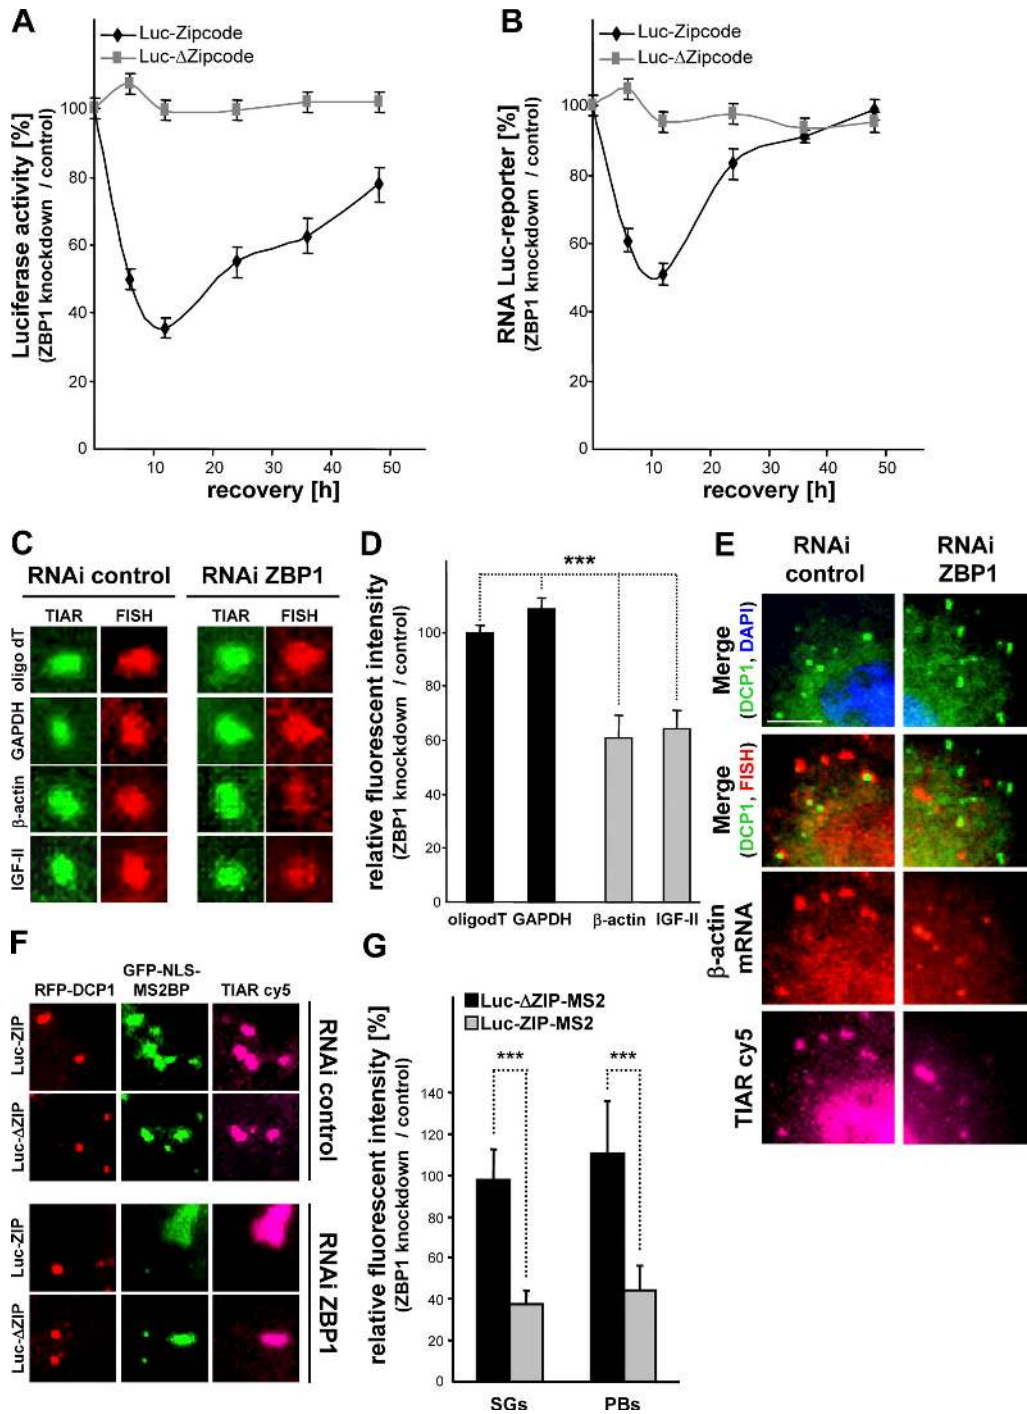 A
Luc-Zipcode
Luc-ΔZipcode
Luciferase activity [%]
(ZBP1 knockdown / control)
100
80
60
40
20
0
10 20 30 40 50
recovery [h]
B
Luc-Zipcode
Luc-ΔZipcode
RNA Luc-reporter [%]
(ZBP1 knockdown / control)
100
80
60
40
20
0
10 20 30 40 50
recovery [h]
C
RNAi control RNAi ZBP1
TIAR FISH TIAR FISH
oligo dT
GAPDH
β-actin
IGF-II
D
***
relative fluorescent intensity
(ZBP1 knockdown / control)
100
80
60
40
20
0
oligodT GAPDH β-actin IGF-II
E
RNAi control
RNAi ZBP1
Merge
(DCP1, DAPI)
Merge
(DCP1, FISH)
β-actin
mRNA
TIAR cy5
F
RFP-DCP1
GFP-NLS-
MS2BP
TIAR cy5
Luc-ZIP
Luc-ΔZIP
RNAi control
Luc-ZIP
Luc-ΔZIP
RNAi ZBP1
G
Luc-ΔZIP-MS2
Luc-ZIP-MS2
*** ***
relative fluorescent intensity [%]
(ZBP1 knockdown / control)
140
120
100
80
60
40
20
0
SGs PBs